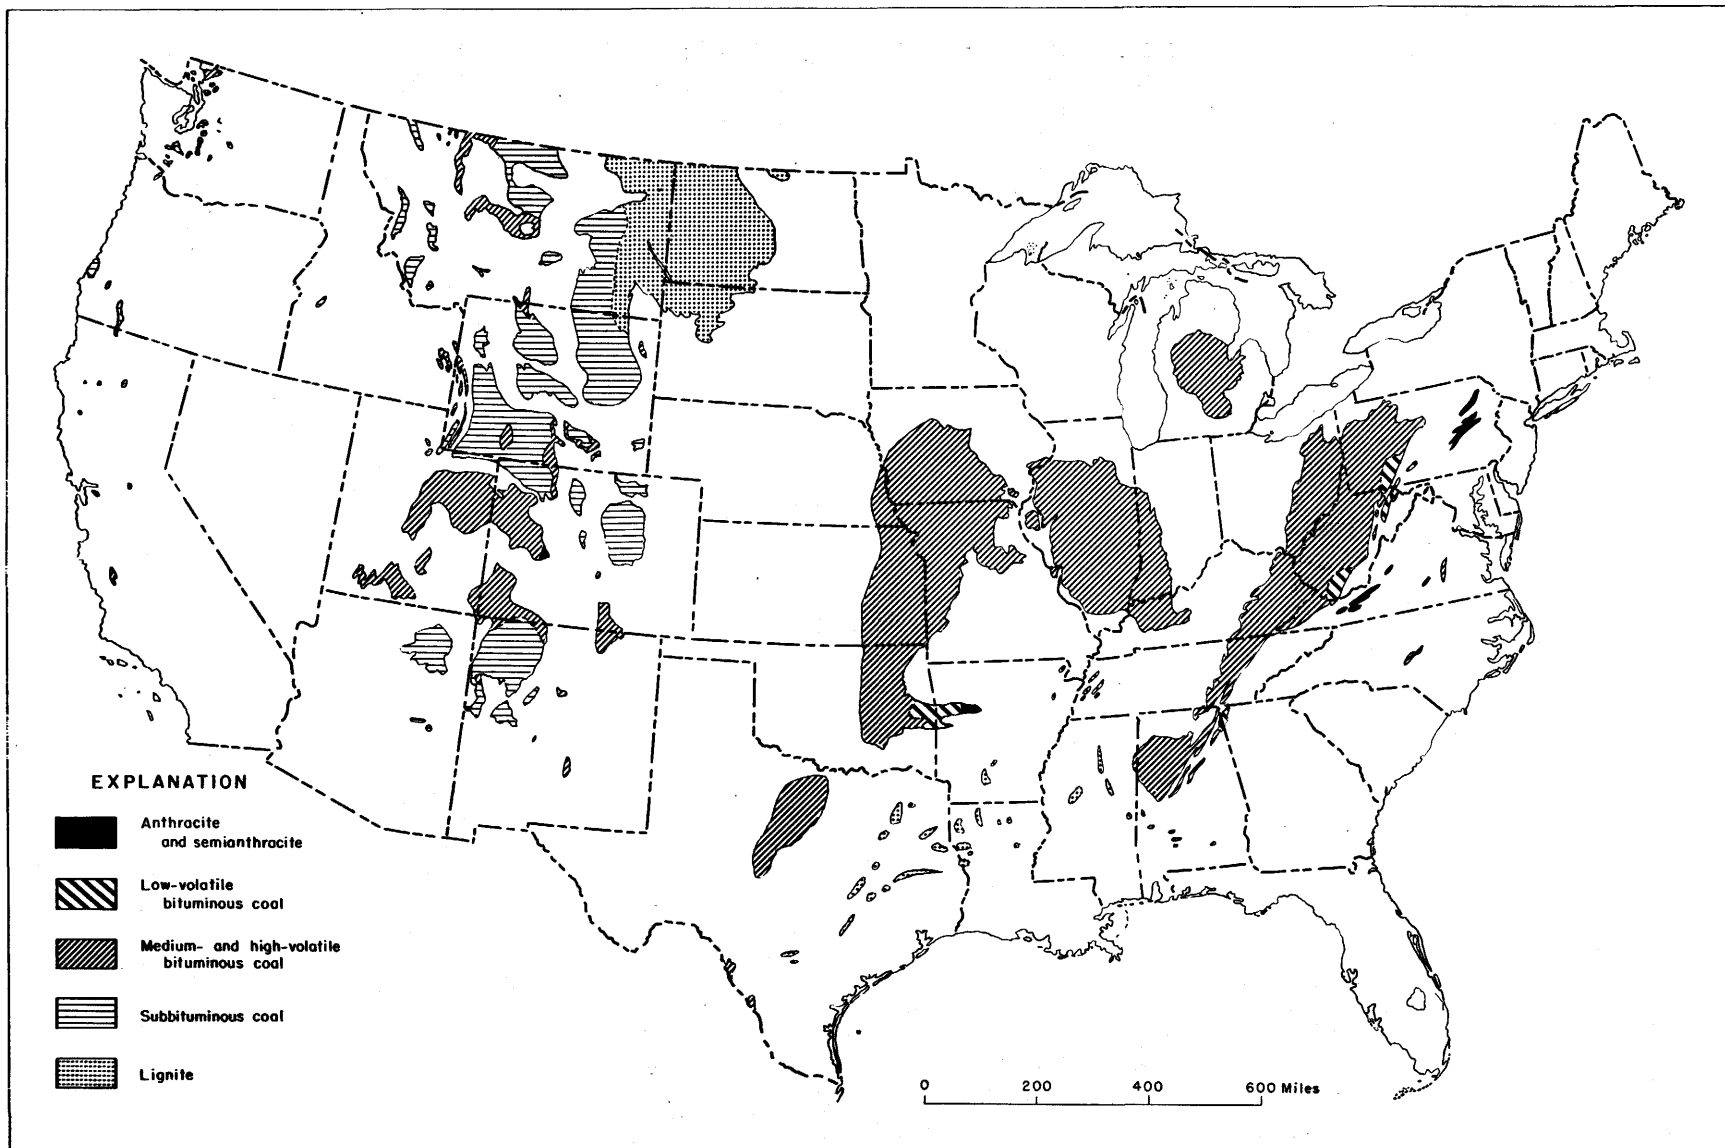 EXPLANATION
Anthracite
and semianthracite
Low-volatile
bituminous coal
Medium- and high-volatile
bituminous coal
Subbituminous coal
Lignite
0 200 400 600 Miles